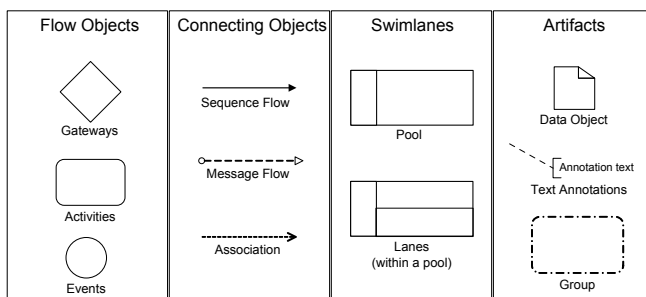 Flow Objects
Gateways
Activities
Events
Connecting Objects
Sequence Flow
Message Flow
Association
Swimlanes
Pool
Lanes
(within a pool)
Artifacts
Data Object
Annotation text
Text Annotations
Group